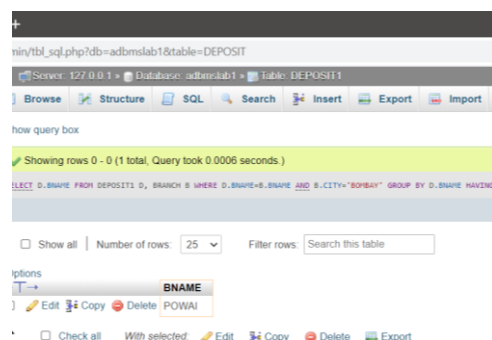 +
min/tbl_sql.php?db=adbmslab1&table=DEPOSIT
Server: 127.0.0.1 » Database: adbmslab1 » Table: DEPOSIT1
Browse Structure SQL Search Insert Export Import
how query box
Showing rows 0 - 0 (1 total, Query took 0.0006 seconds.)
ELECT D.BNAME FROM DEPOSIT1 D, BRANCH B WHERE D.BNAME=B.BNAME AND B.CITY='BOMBAY' GROUP BY D.BNAME HAVING
Show all | Number of rows: 25 Filter rows: Search this table
ptions
BNAME
Edit Copy Delete POWAI
Check all With selected: Edit Copy Delete Export